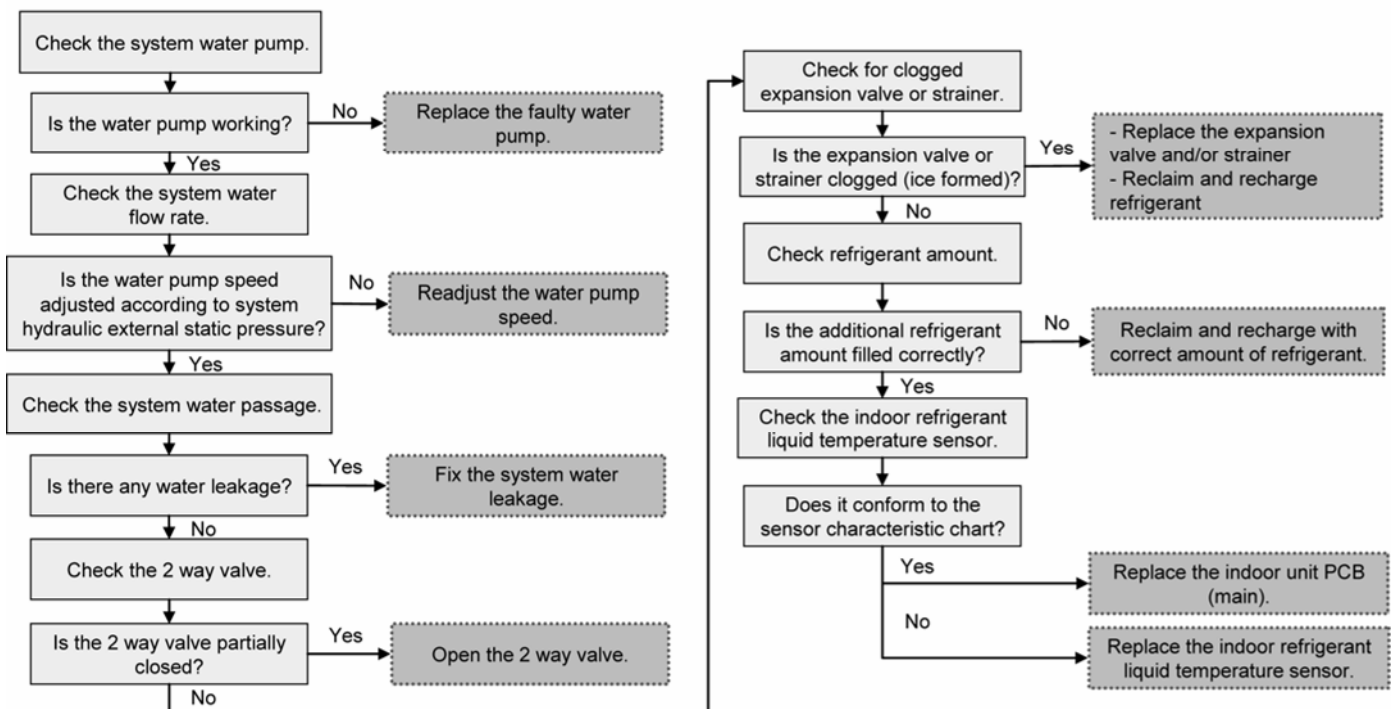 Check the system water pump.
Is the water pump working?
No
Replace the faulty water
pump.
Yes
Check the system water
flow rate.
Is the water pump speed
adjusted according to system
hydraulic external static pressure?
No
Readjust the water pump
speed.
Yes
Check the system water passage.
Is there any water leakage?
Yes
Fix the system water
leakage.
No
Check the 2 way valve.
Is the 2 way valve partially
closed?
Yes
Open the 2 way valve.
No
Check for clogged
expansion valve or strainer.
Is the expansion valve or
strainer clogged (ice formed)?
Yes
- Replace the expansion
valve and/or strainer
- Reclaim and recharge
refrigerant
No
Check refrigerant amount.
Is the additional refrigerant
amount filled correctly?
No
Reclaim and recharge with
correct amount of refrigerant.
Yes
Check the indoor refrigerant
liquid temperature sensor.
Does it conform to the
sensor characteristic chart?
Yes
Replace the indoor unit PCB
(main).
No
Replace the indoor refrigerant
liquid temperature sensor.